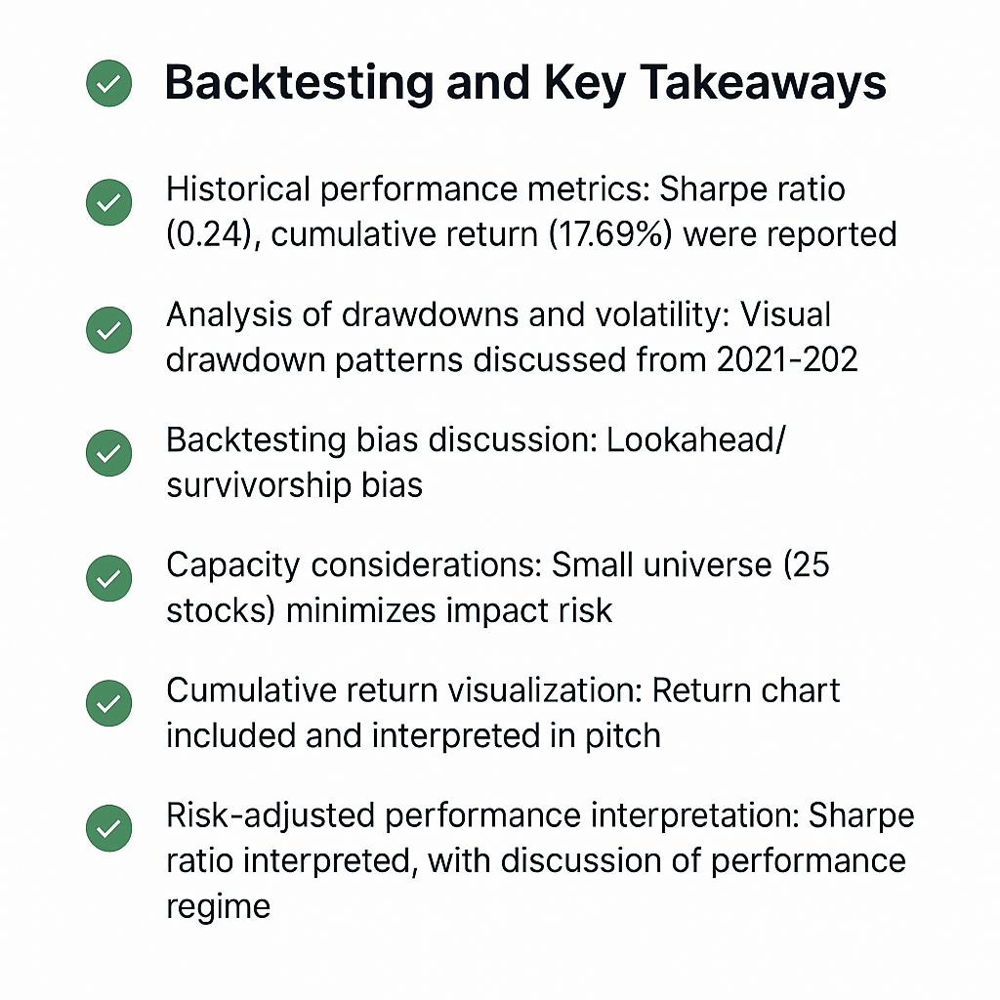 Backtesting and Key Takeaways
Historical performance metrics: Sharpe ratio
(0.24), cumulative return (17.69%) were reported
Analysis of drawdowns and volatility: Visual
drawdown patterns discussed from 2021-202
Backtesting bias discussion: Lookahead/
survivorship bias
Capacity considerations: Small universe (25
stocks) minimizes impact risk
Cumulative return visualization: Return chart
included and interpreted in pitch
Risk-adjusted performance interpretation: Sharpe
ratio interpreted, with discussion of performance
regime